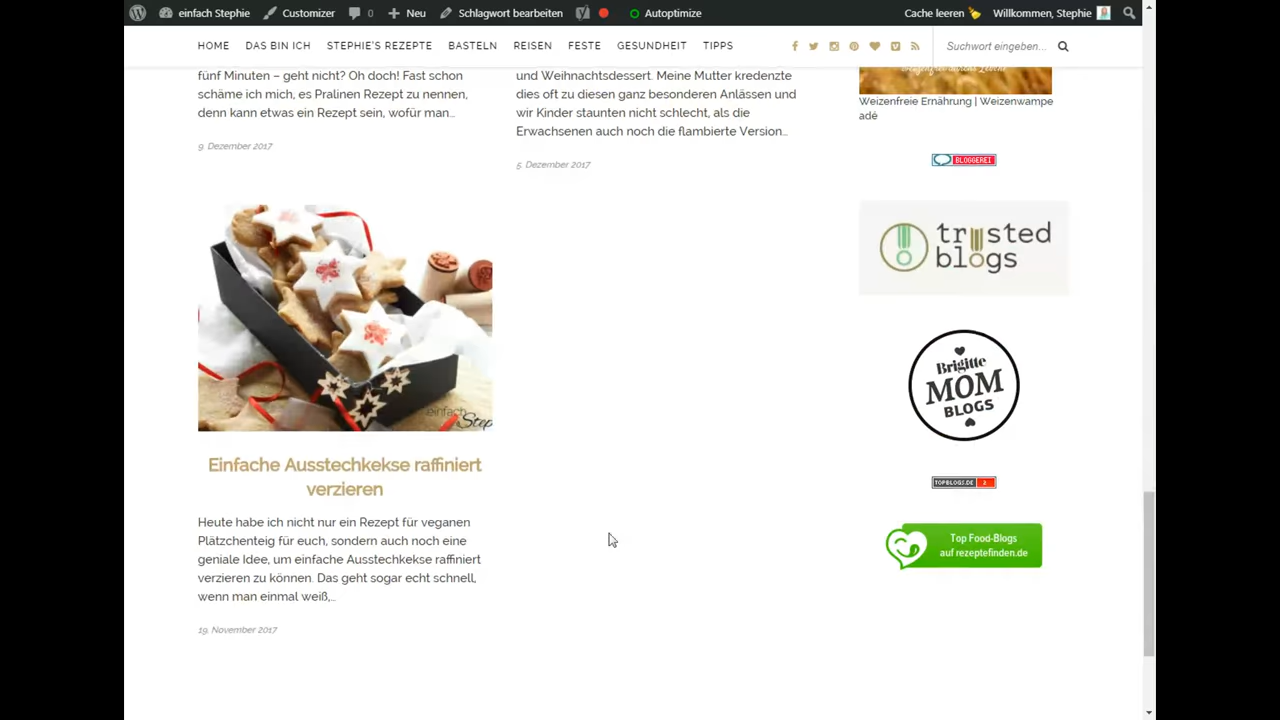 einfach Stephie Customizer 0 Neu Schlagwort bearbeiten Autoptimize Cache leeren Willkommen, Stephie
HOME DAS BIN ICH STEPHIE'S REZEPTE BASTELN REISEN FESTE GESUNDHEIT TIPPS Suchwort eingeben...
fünf Minuten – geht nicht? Oh doch! Fast schon
schäme ich mich, es Pralinen Rezept zu nennen,
denn kann etwas ein Rezept sein, wofür man…
9. Dezember 2017
und Weihnachtsdessert. Meine Mutter kredenzte
dies oft zu diesen ganz besonderen Anlässen und
wir Kinder staunten nicht schlecht, als die
Erwachsenen auch noch die flambierte Version…
5. Dezember 2017
einfach
Step
Einfache Ausstechkekse raffiniert
verzieren
Heute habe ich nicht nur ein Rezept für veganen
Plätzchenteig für euch, sondern auch noch eine
geniale Idee, um einfache Ausstechkekse raffiniert
verzieren zu können. Das geht sogar echt schnell,
wenn man einmal weiß,…
19. November 2017
Weizenfreie Ernährung | Weizenwampe
adé
BLOGGEREI
trusted
blogs
Brigitte
MOM
BLOGS
TOPBLOGS.DE 2
Top Food-Blogs
auf rezeptefinden.de